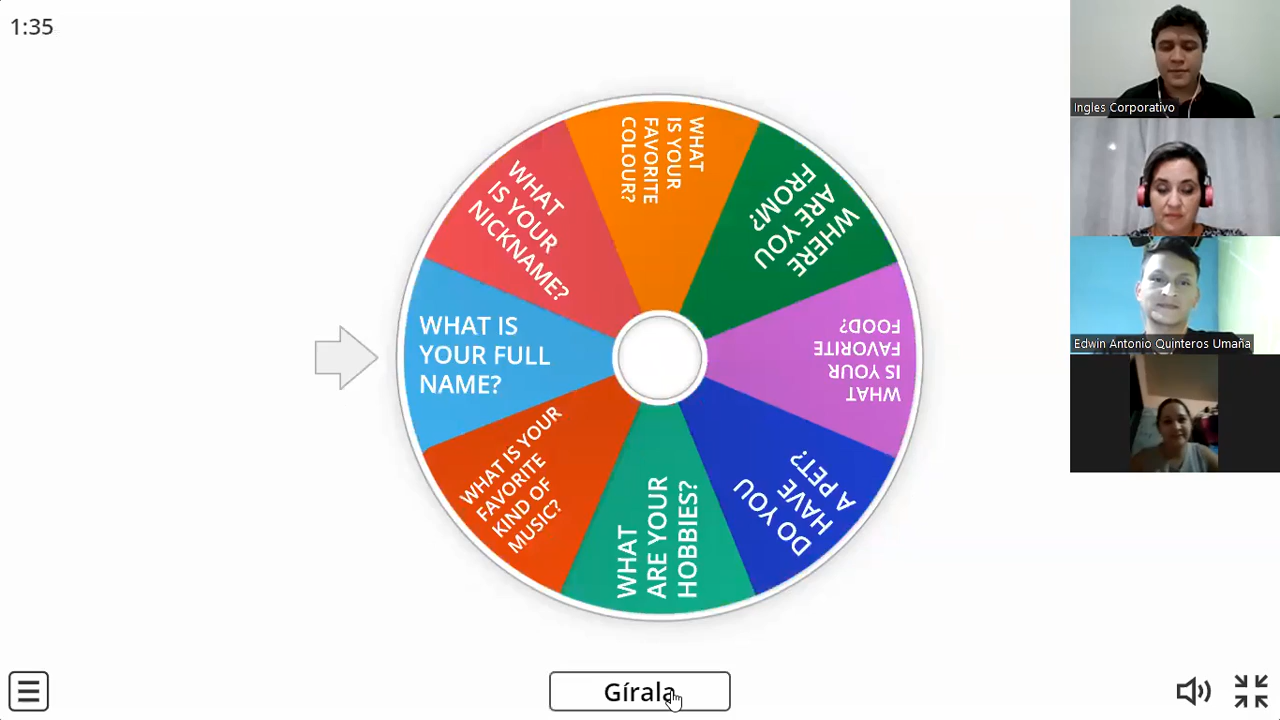 1:35
WHAT
IS YOUR
FAVORITE
COLOUR?
WHERE
ARE YOU
FROM?
WHAT
IS YOUR
FAVORITE
FOOD?
DO YOU
HAVE
A PET?
WHAT
ARE YOUR
HOBBIES?
WHAT IS YOUR
FAVORITE
KIND OF
MUSIC?
WHAT IS
YOUR FULL
NAME?
WHAT
IS YOUR
NICKNAME?
Gírala
Ingles Corporativo
Edwin Antonio Quinteros Umaña